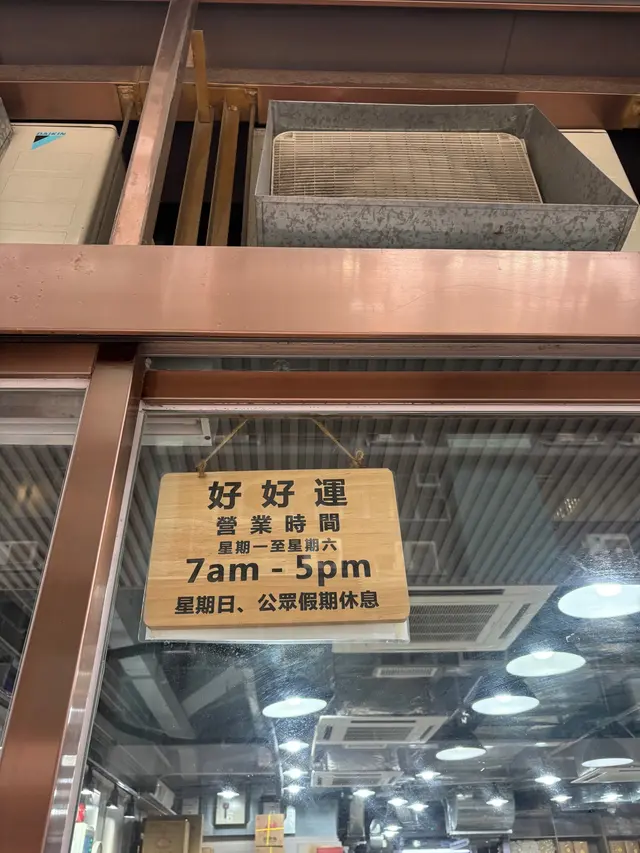 DAIKIN
好好運
營業時間
星期一至星期六
7am - 5pm
星期日、公眾假期休息